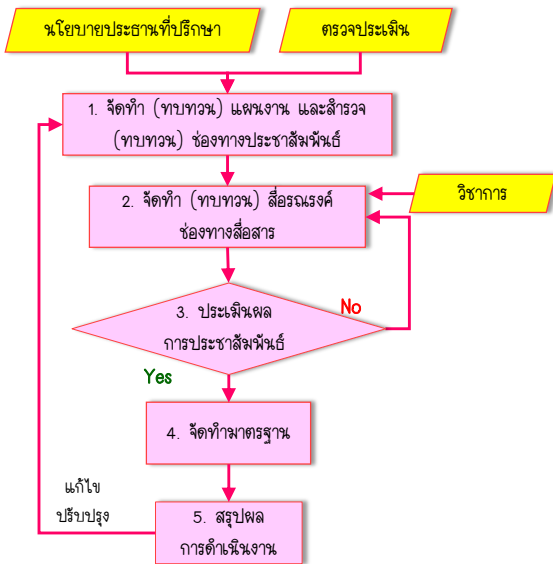 นโยบายประธานที่ปรึกษา
ตรวจประเมิน
1. จัดทำ (ทบทวน) แผนงาน และสำรวจ
(ทบทวน) ช่องทางประชาสัมพันธ์
2. จัดทำ (ทบทวน) สื่อรณรงค์
ช่องทางสื่อสาร
วิชาการ
3. ประเมินผล
การประชาสัมพันธ์
No
Yes
4. จัดทำมาตรฐาน
แก้ไข
ปรับปรุง
5. สรุปผล
การดำเนินงาน